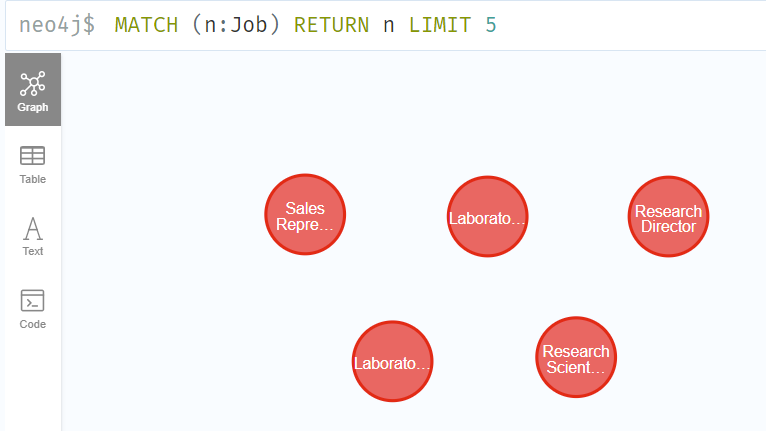 neo4j$ MATCH (n:Job) RETURN n LIMIT 5
Graph
Table
Text
Code
Sales
Repre…
Laborato…
Research
Director
Laborato…
Research
Scient…